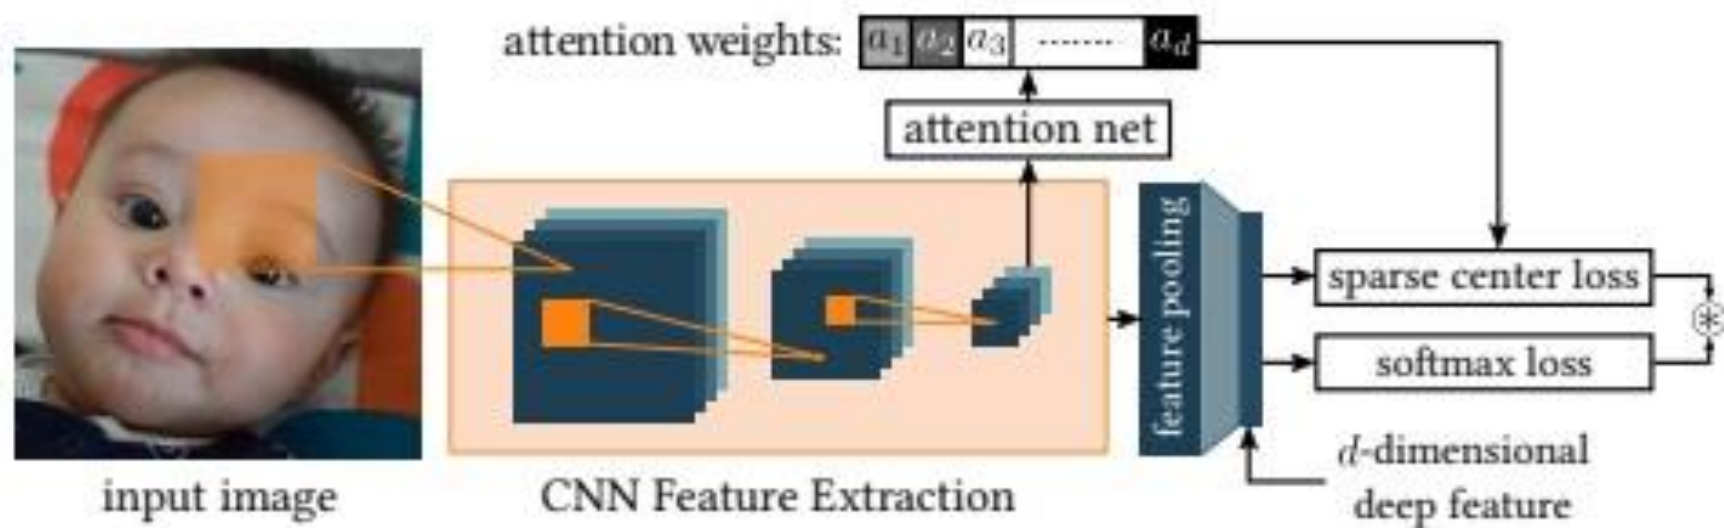 attention weights: a₁ a₂ a₃ ....... a_d
attention net
feature pooling
sparse center loss
softmax loss
d-dimensional
deep feature
input image
CNN Feature Extraction